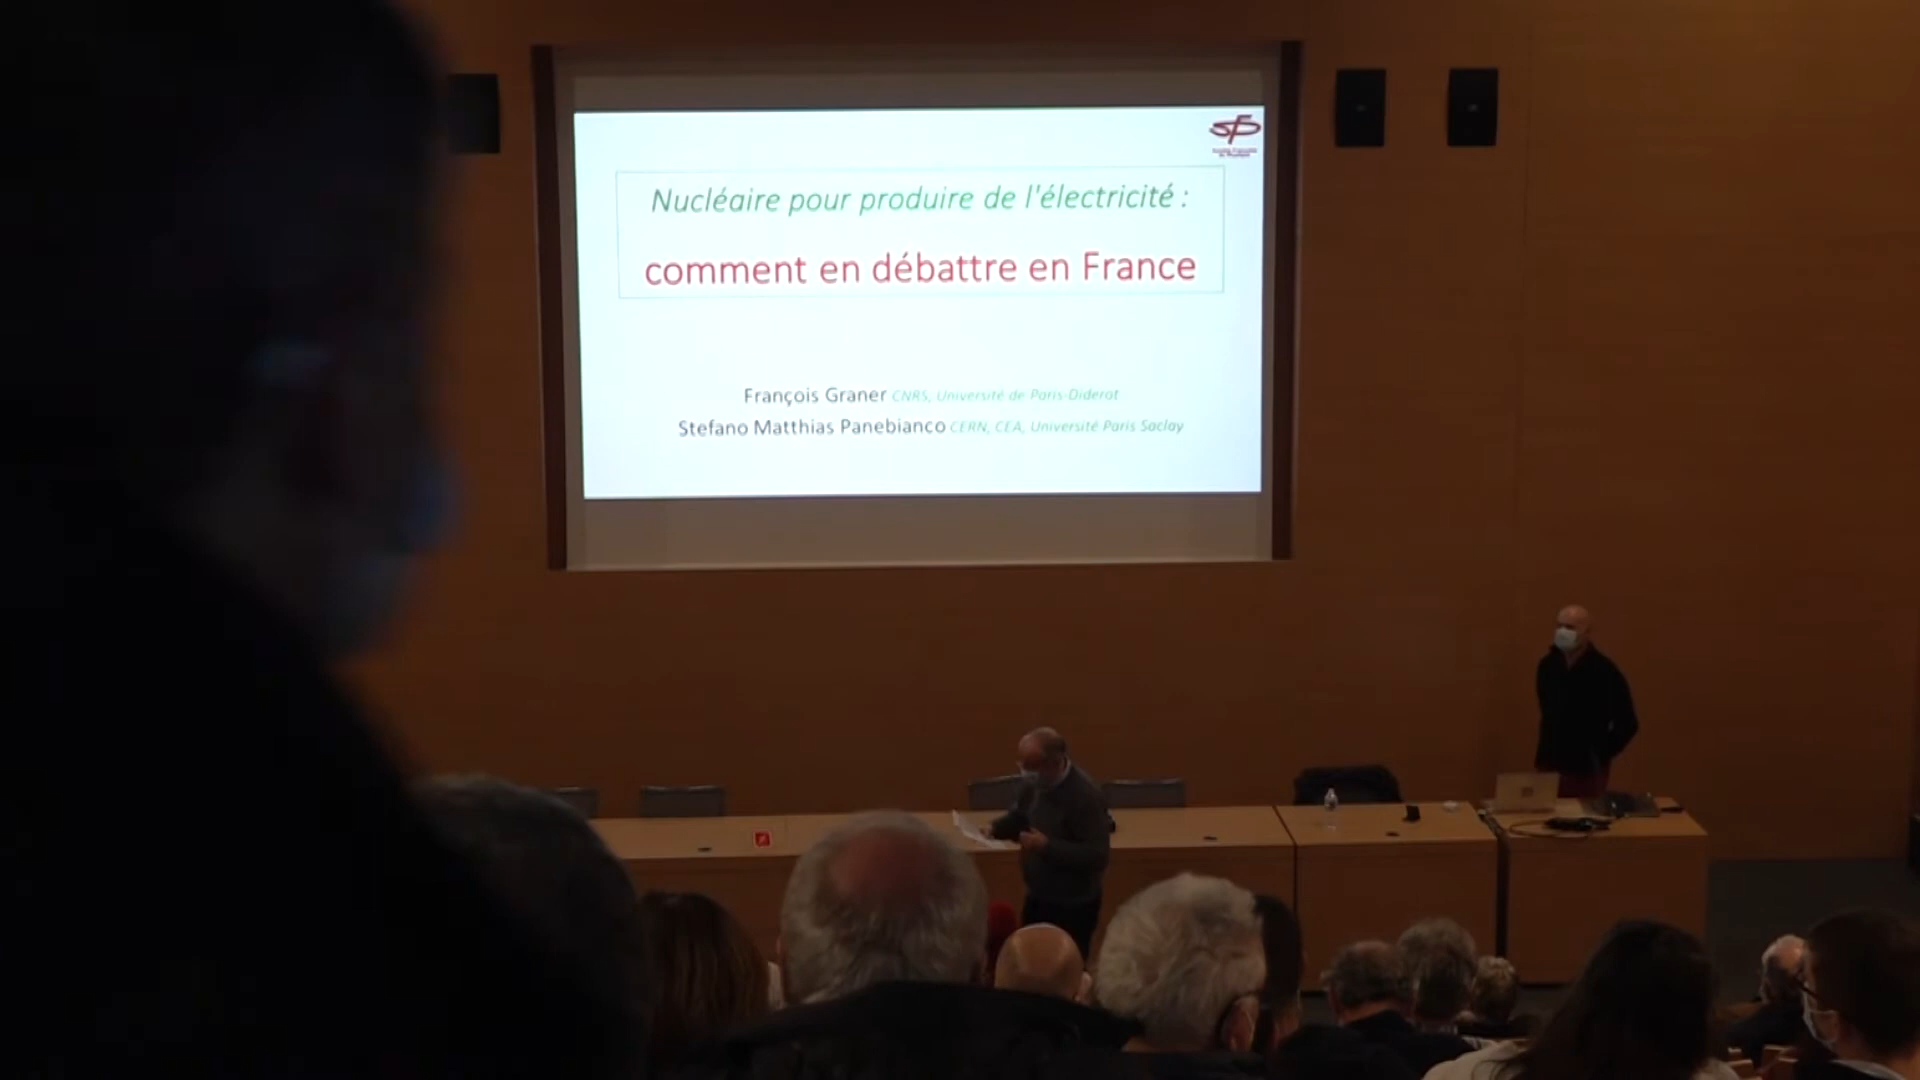 Nucléaire pour produire de l'électricité :
comment en débattre en France
François Graner CNRS, Université de Paris-Diderot
Stefano Matthias Panebianco CERN, CEA, Université Paris Saclay